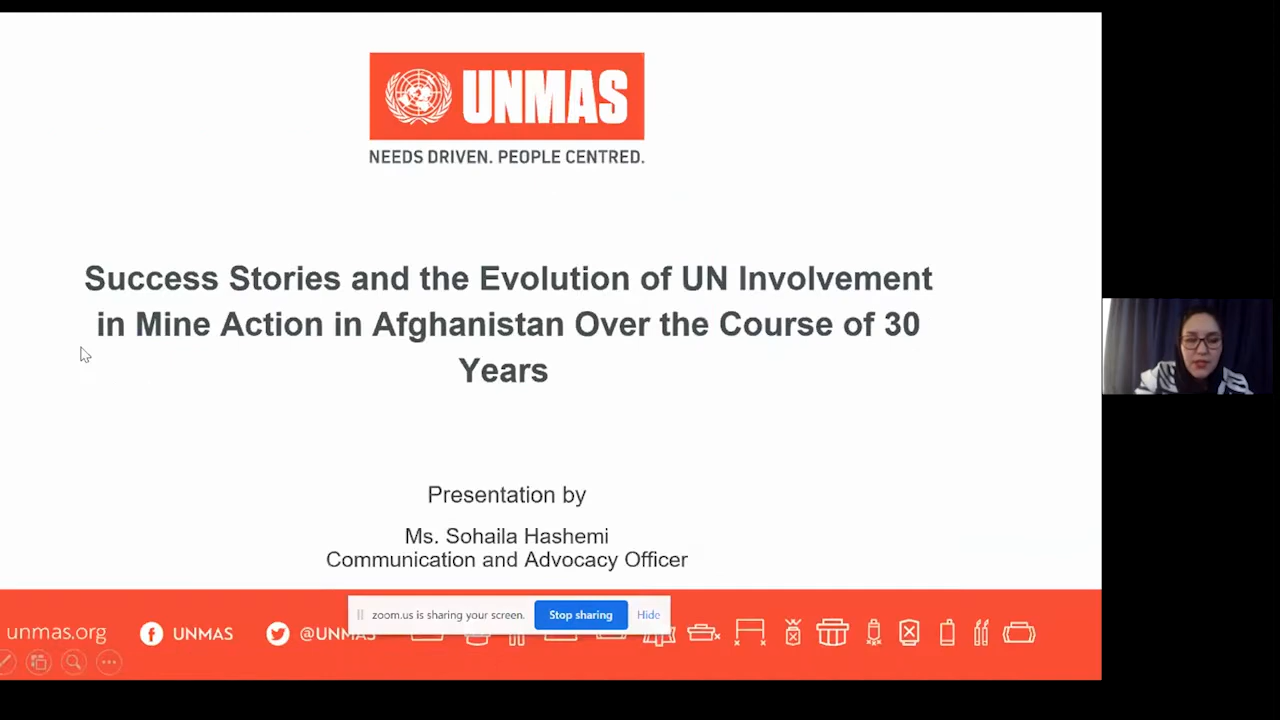 UNMAS
NEEDS DRIVEN. PEOPLE CENTRED.
Success Stories and the Evolution of UN Involvement
in Mine Action in Afghanistan Over the Course of 30
Years
Presentation by
Ms. Sohaila Hashemi
Communication and Advocacy Officer
zoom.us is sharing your screen. Stop sharing Hide
unmas.org UNMAS @UNMAS